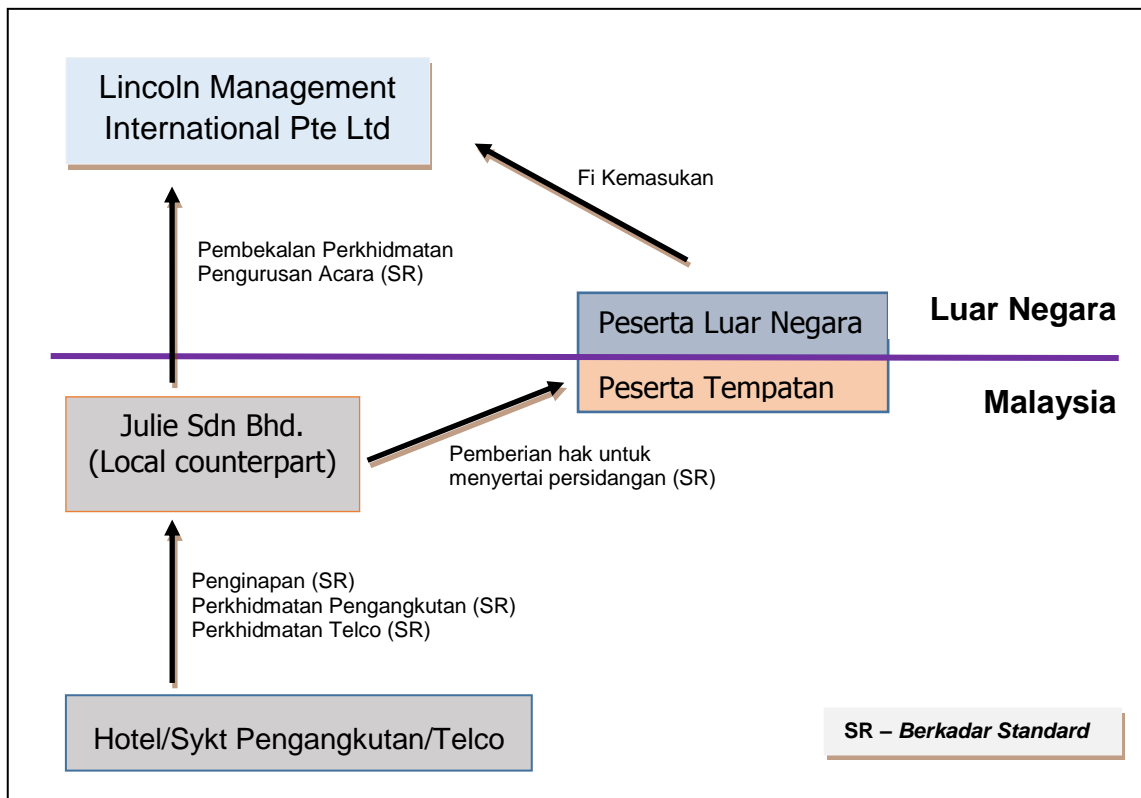 Lincoln Management
International Pte Ltd
Fi Kemasukan
Pembekalan Perkhidmatan
Pengurusan Acara (SR)
Peserta Luar Negara
Luar Negara
Peserta Tempatan
Malaysia
Julie Sdn Bhd.
(Local counterpart)
Pemberian hak untuk
menyertai persidangan (SR)
Penginapan (SR)
Perkhidmatan Pengangkutan (SR)
Perkhidmatan Telco (SR)
Hotel/Sykt Pengangkutan/Telco
SR – Berkadar Standard